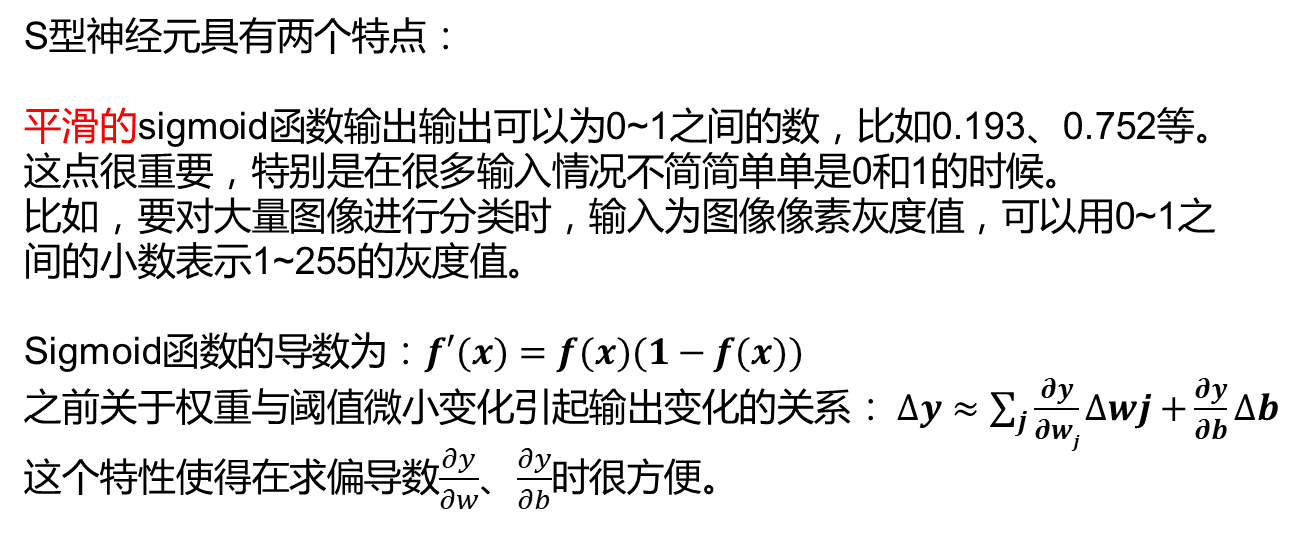 S型神经元具有两个特点：
平滑的sigmoid函数输出输出可以为0~1之间的数，比如0.193、0.752等。
这点很重要，特别是在很多输入情况不简简单单是0和1的时候。
比如，要对大量图像进行分类时，输入为图像像素灰度值，可以用0~1之
间的小数表示1~255的灰度值。
Sigmoid函数的导数为：f′(x) = f(x)(1 − f(x))
之前关于权重与阈值微小变化引起输出变化的关系： Δy ≈ ∑j ∂y/∂wj Δwj + ∂y/∂b Δb
这个特性使得在求偏导数∂y/∂w、∂y/∂b时很方便。